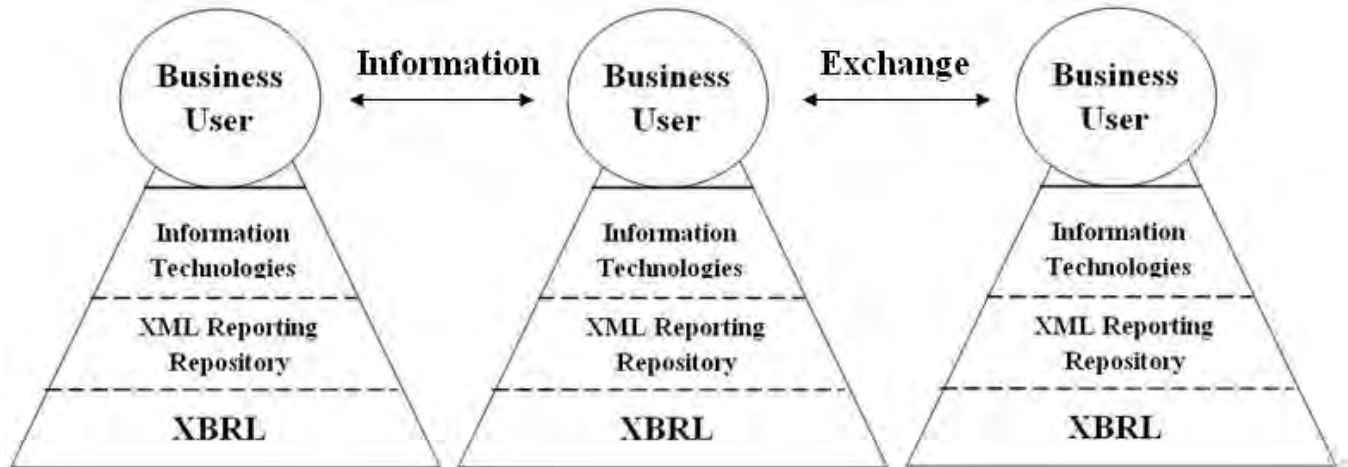 Business
User
Information
Business
User
Exchange
Business
User
Information
Technologies
XML Reporting
Repository
XBRL
Information
Technologies
XML Reporting
Repository
XBRL
Information
Technologies
XML Reporting
Repository
XBRL